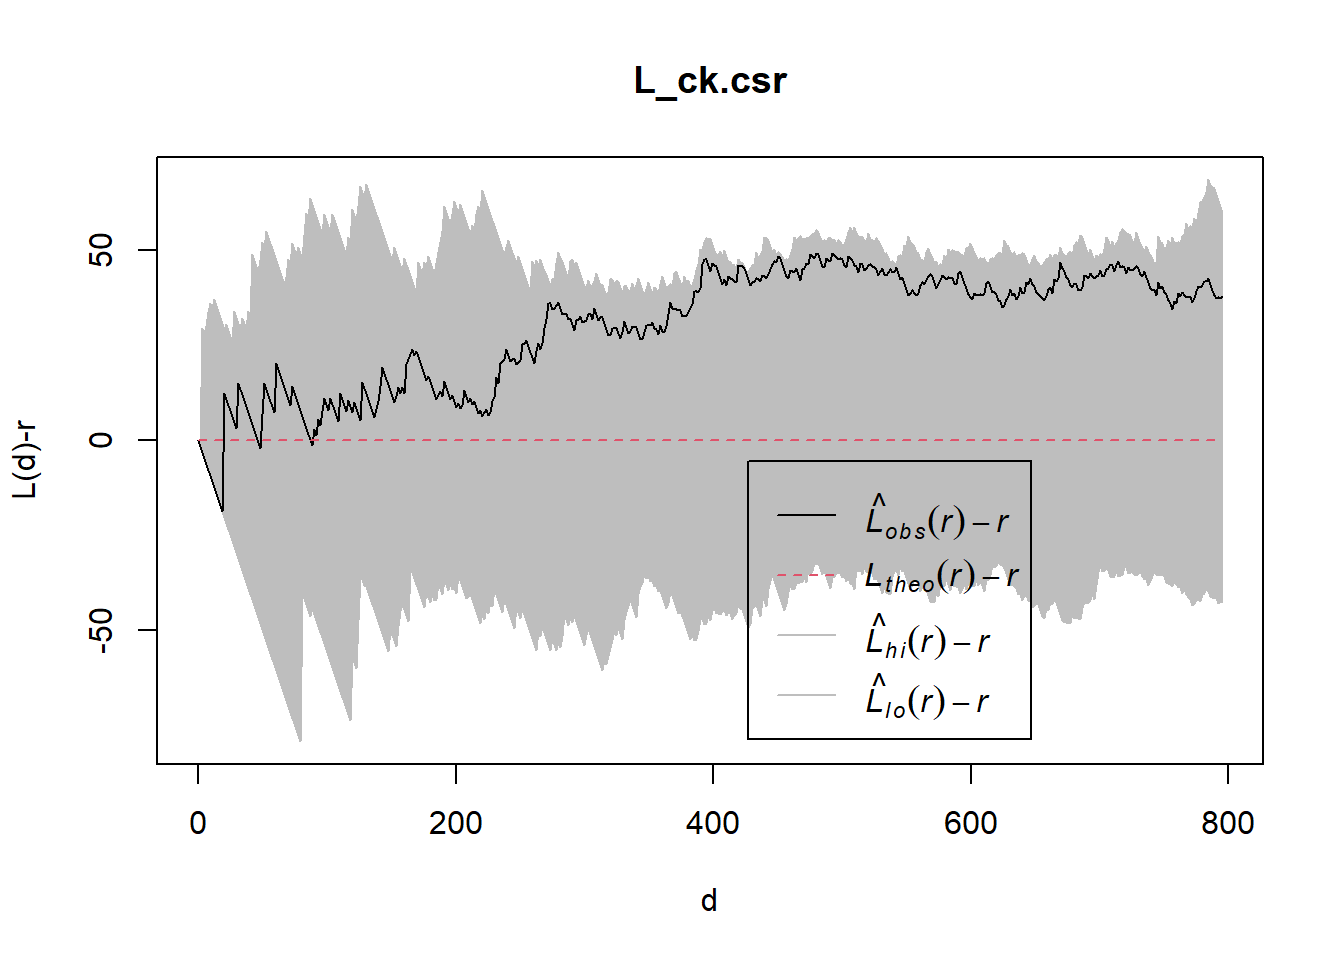 L_ck.csr
L(d)-r
50
0
-50
L̂obs(r) – r
Ltheo(r) – r
L̂hi(r) – r
L̂lo(r) – r
0 200 400 600 800
d